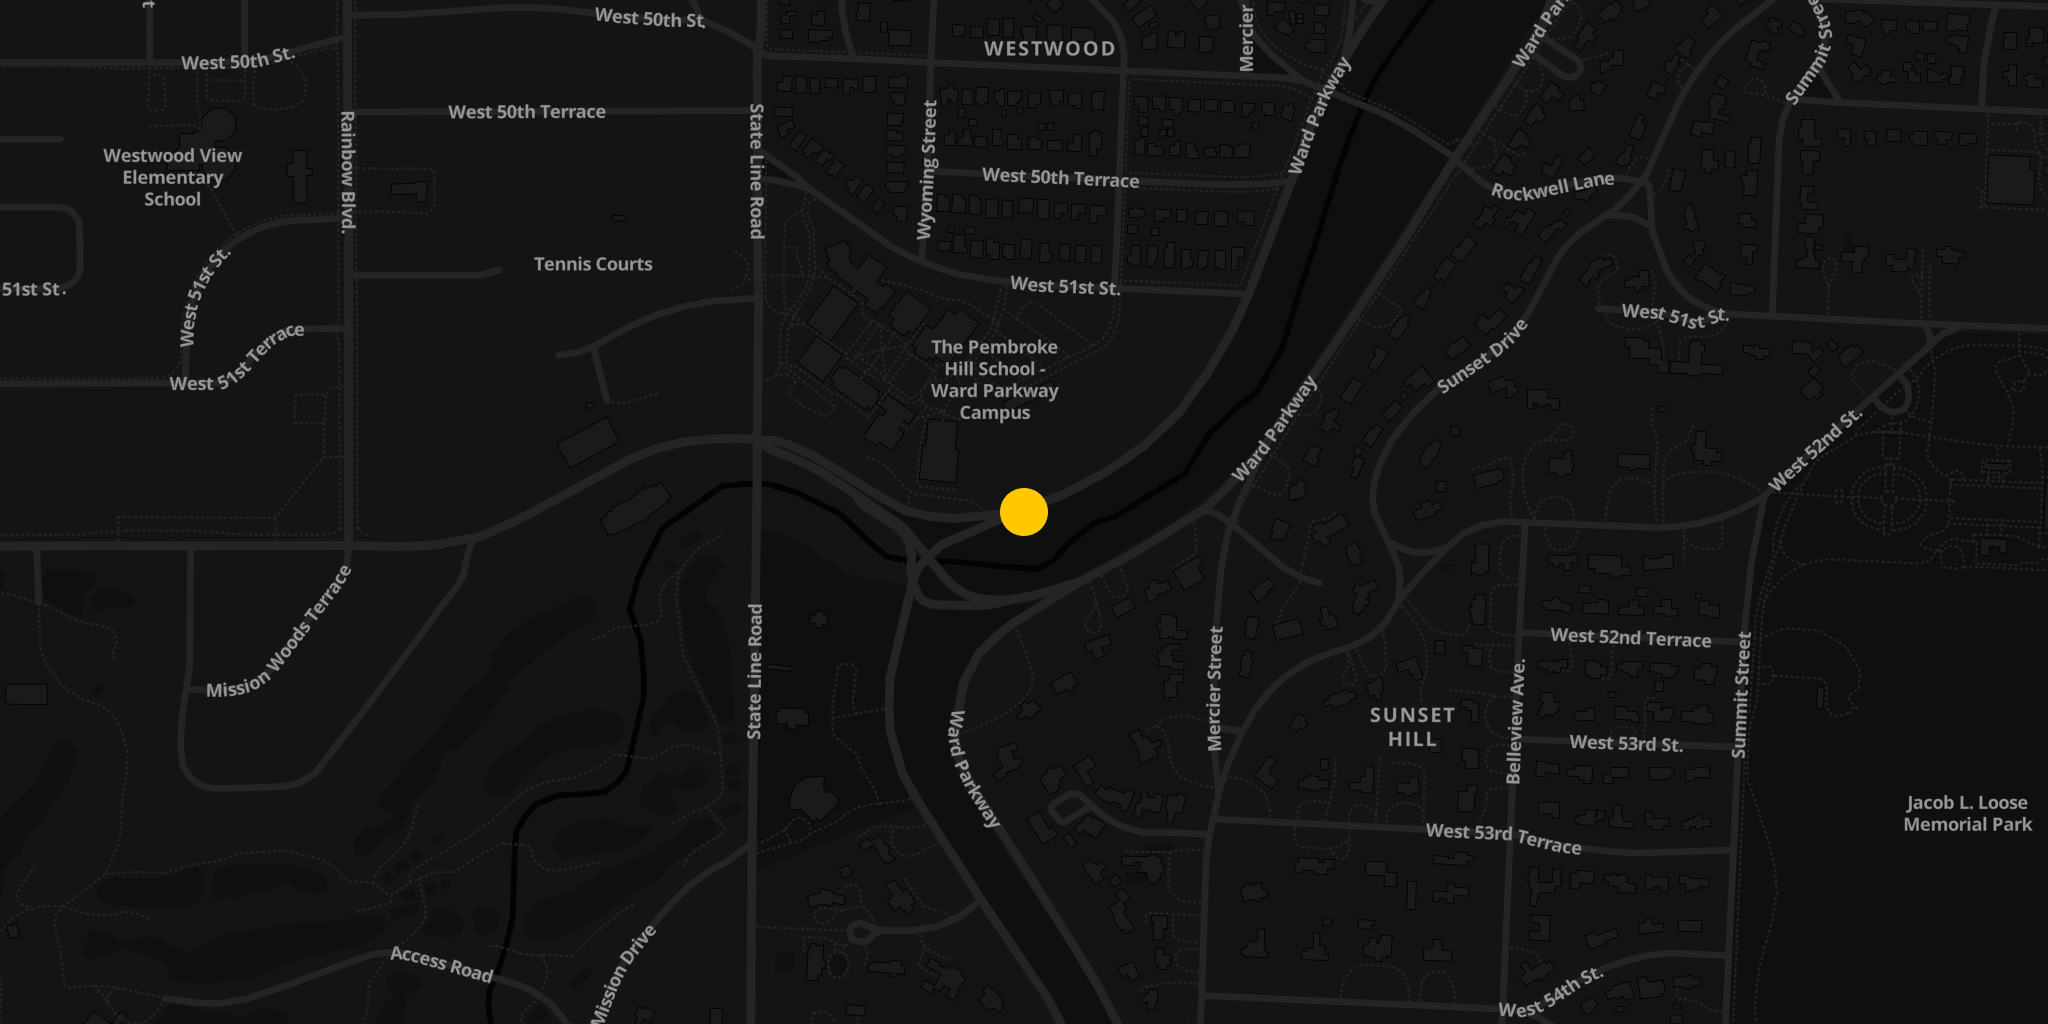 West 50th St.
WESTWOOD
Mercier
Ward Par
Summit Stree
West 50th St.
West 50th Terrace
Rainbow Blvd.
State Line Road
Wyoming Street
Ward Parkway
Westwood View
Elementary
School
West 50th Terrace
Rockwell Lane
Tennis Courts
51st St.
West 51st St.
West 51st St.
West 51st St.
West 51st Terrace
The Pembroke
Hill School -
Ward Parkway
Campus
Sunset Drive
Ward Parkway
West 52nd St.
Mission Woods Terrace
State Line Road
Mercier Street
West 52nd Terrace
Belleview Ave.
Summit Street
SUNSET
HILL
West 53rd St.
Ward Parkway
Jacob L. Loose
Memorial Park
West 53rd Terrace
Access Road
Mission Drive
West 54th St.